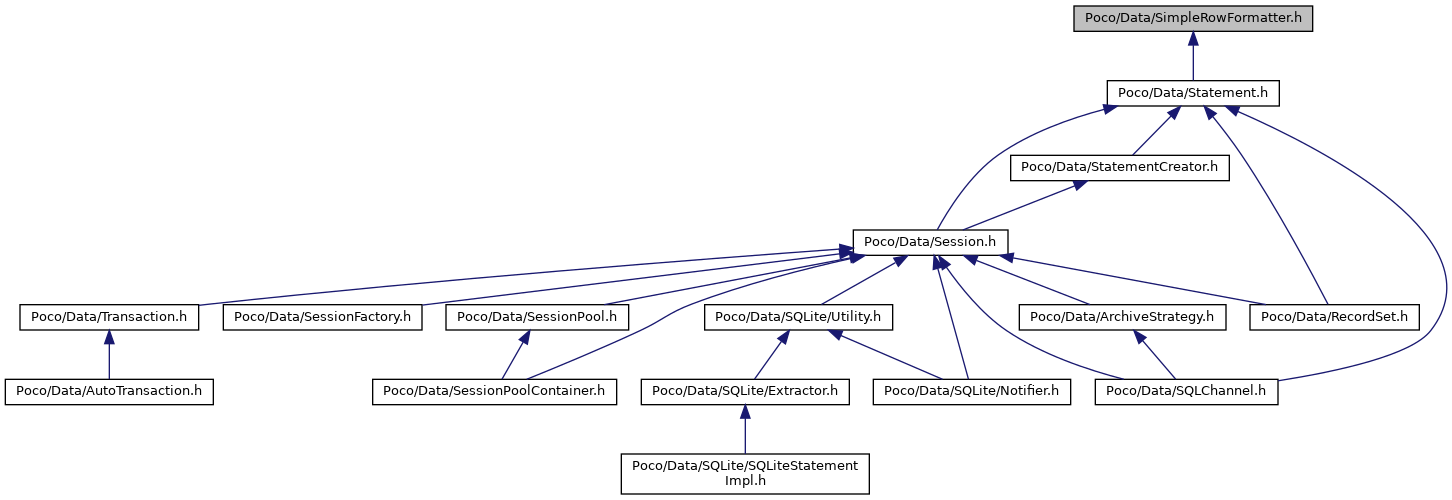 Poco/Data/SimpleRowFormatter.h
Poco/Data/Statement.h
Poco/Data/StatementCreator.h
Poco/Data/Session.h
Poco/Data/Transaction.h
Poco/Data/SessionFactory.h
Poco/Data/SessionPool.h
Poco/Data/SQLite/Utility.h
Poco/Data/ArchiveStrategy.h
Poco/Data/RecordSet.h
Poco/Data/AutoTransaction.h
Poco/Data/SessionPoolContainer.h
Poco/Data/SQLite/Extractor.h
Poco/Data/SQLite/Notifier.h
Poco/Data/SQLChannel.h
Poco/Data/SQLite/SQLiteStatement
Impl.h